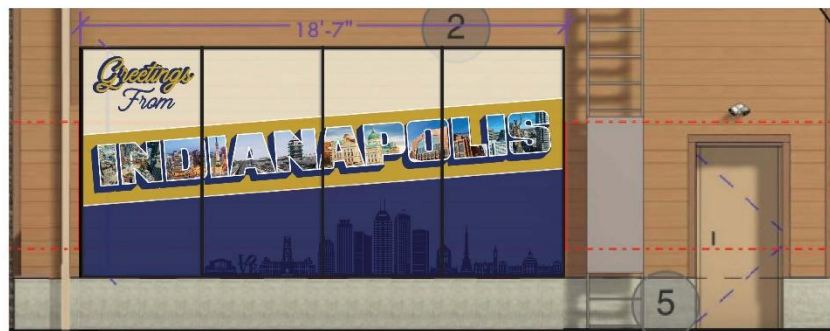 18'-7"
2
Greetings
From
INDIANAPOLIS
5